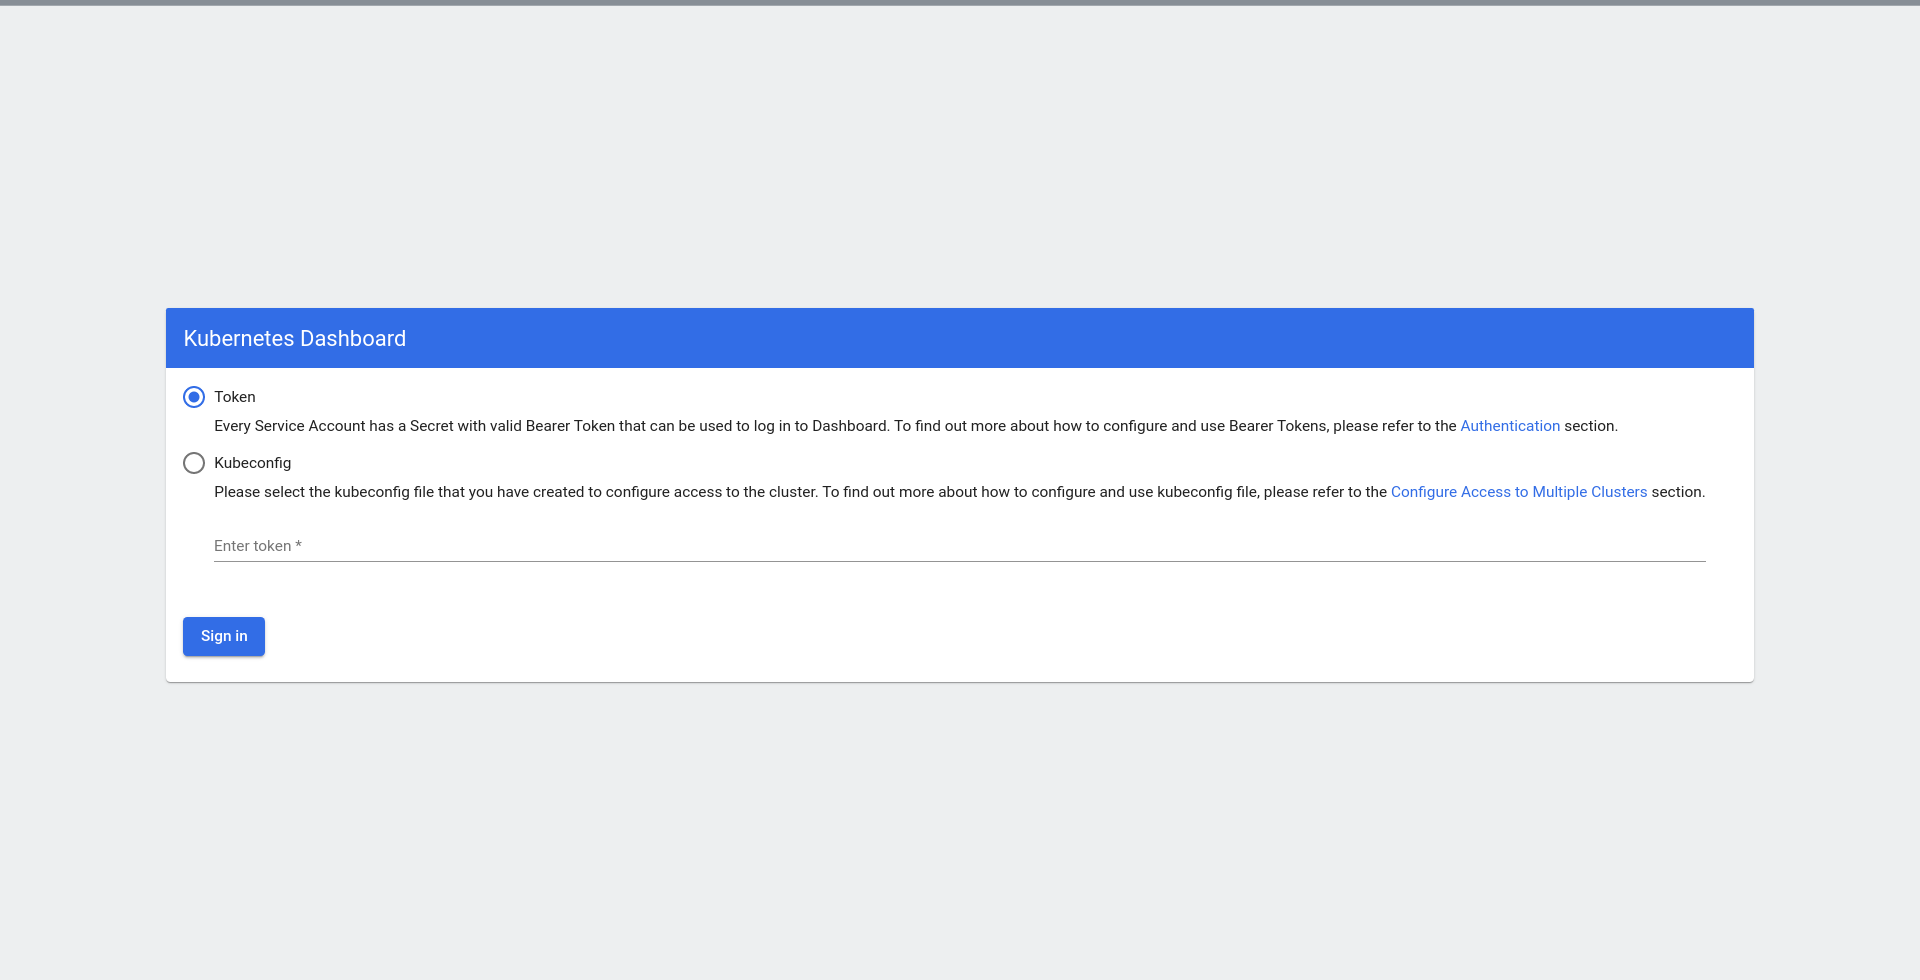 Kubernetes Dashboard
Token
Every Service Account has a Secret with valid Bearer Token that can be used to log in to Dashboard. To find out more about how to configure and use Bearer Tokens, please refer to the Authentication section.
Kubeconfig
Please select the kubeconfig file that you have created to configure access to the cluster. To find out more about how to configure and use kubeconfig file, please refer to the Configure Access to Multiple Clusters section.
Enter token *
Sign in